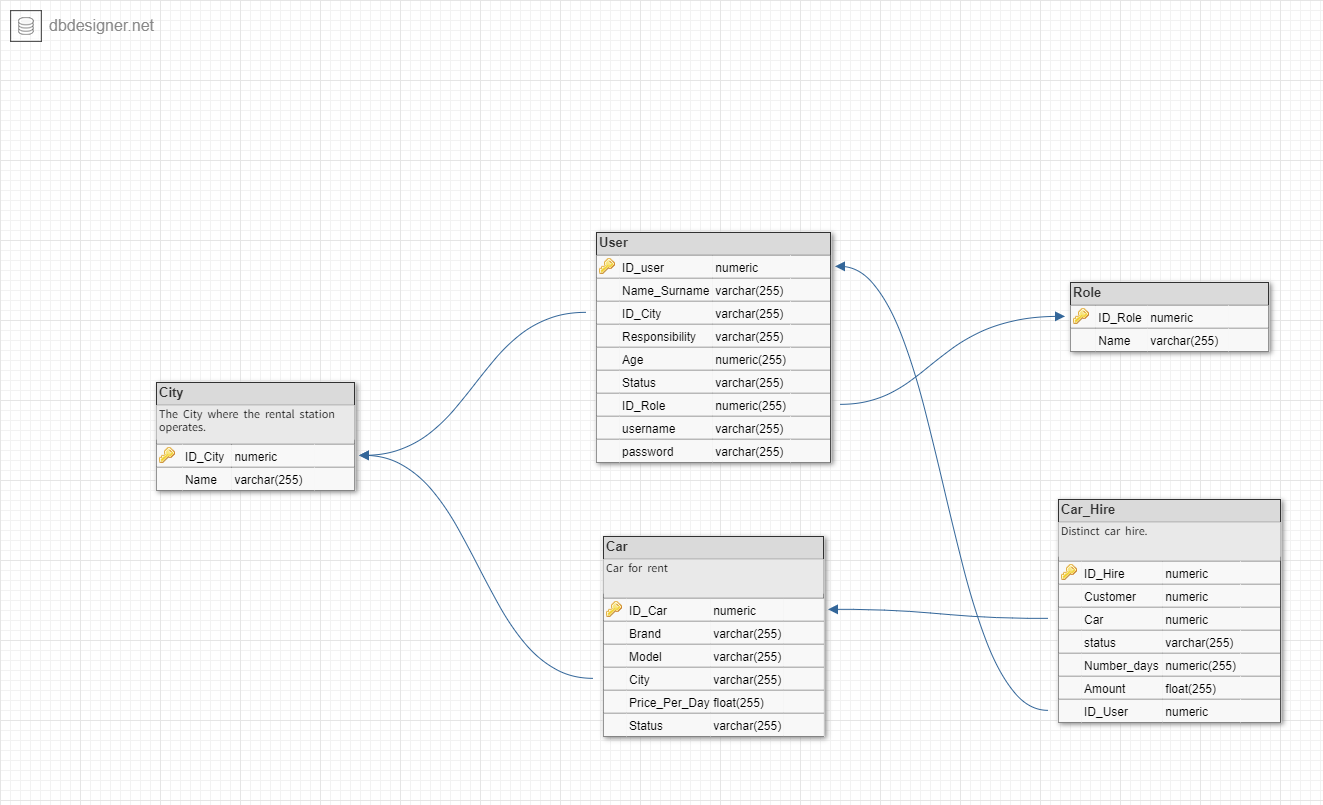 dbdesigner.net
User
ID_user numeric
Name_Surname varchar(255)
ID_City varchar(255)
Responsibility varchar(255)
Age numeric(255)
Status varchar(255)
ID_Role numeric(255)
username varchar(255)
password varchar(255)
Role
ID_Role numeric
Name varchar(255)
City
The City where the rental station
operates.
ID_City numeric
Name varchar(255)
Car
Car for rent
ID_Car numeric
Brand varchar(255)
Model varchar(255)
City varchar(255)
Price_Per_Day float(255)
Status varchar(255)
Car_Hire
Distinct car hire.
ID_Hire numeric
Customer numeric
Car numeric
status varchar(255)
Number_days numeric(255)
Amount float(255)
ID_User numeric